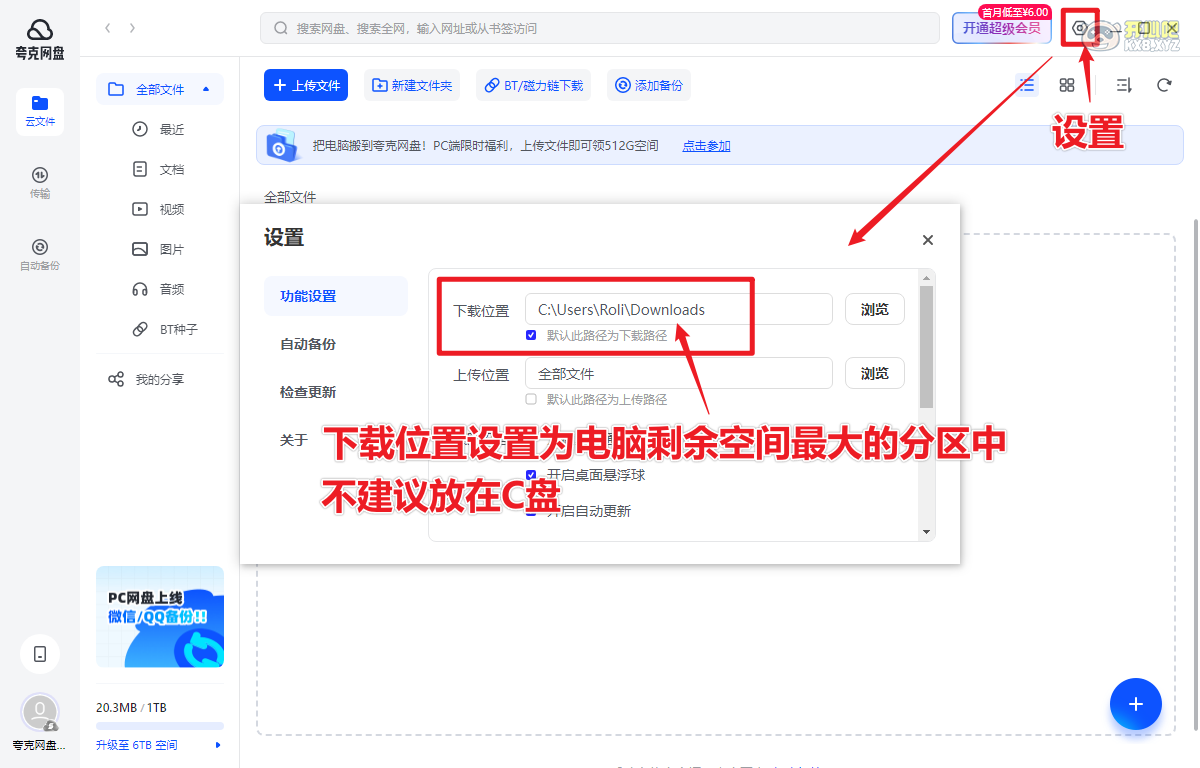 夸克网盘
云文件
传输
自动备份
夸克网盘...
全部文件
最近
文档
视频
图片
音频
BT种子
我的分享
PC网盘上线
微信/QQ备份!!
20.3MB / 1TB
升级至 6TB 空间
搜索网盘、搜索全网,输入网址或从书签访问
首月低至¥6.00
开通超级会员
KX8.XYZ
上传文件
新建文件夹
BT/磁力链下载
添加备份
设置
把电脑搬到夸克网盘!PC端限时福利,上传文件即可领512G空间
点击参加
全部文件
设置
功能设置
自动备份
检查更新
关于
下载位置
C:\Users\Roli\Downloads
浏览
默认此路径为下载路径
上传位置
全部文件
浏览
默认此路径为上传路径
下载位置设置为电脑剩余空间最大的分区中
开启桌面悬浮球
不建议放在C盘
开启自动更新